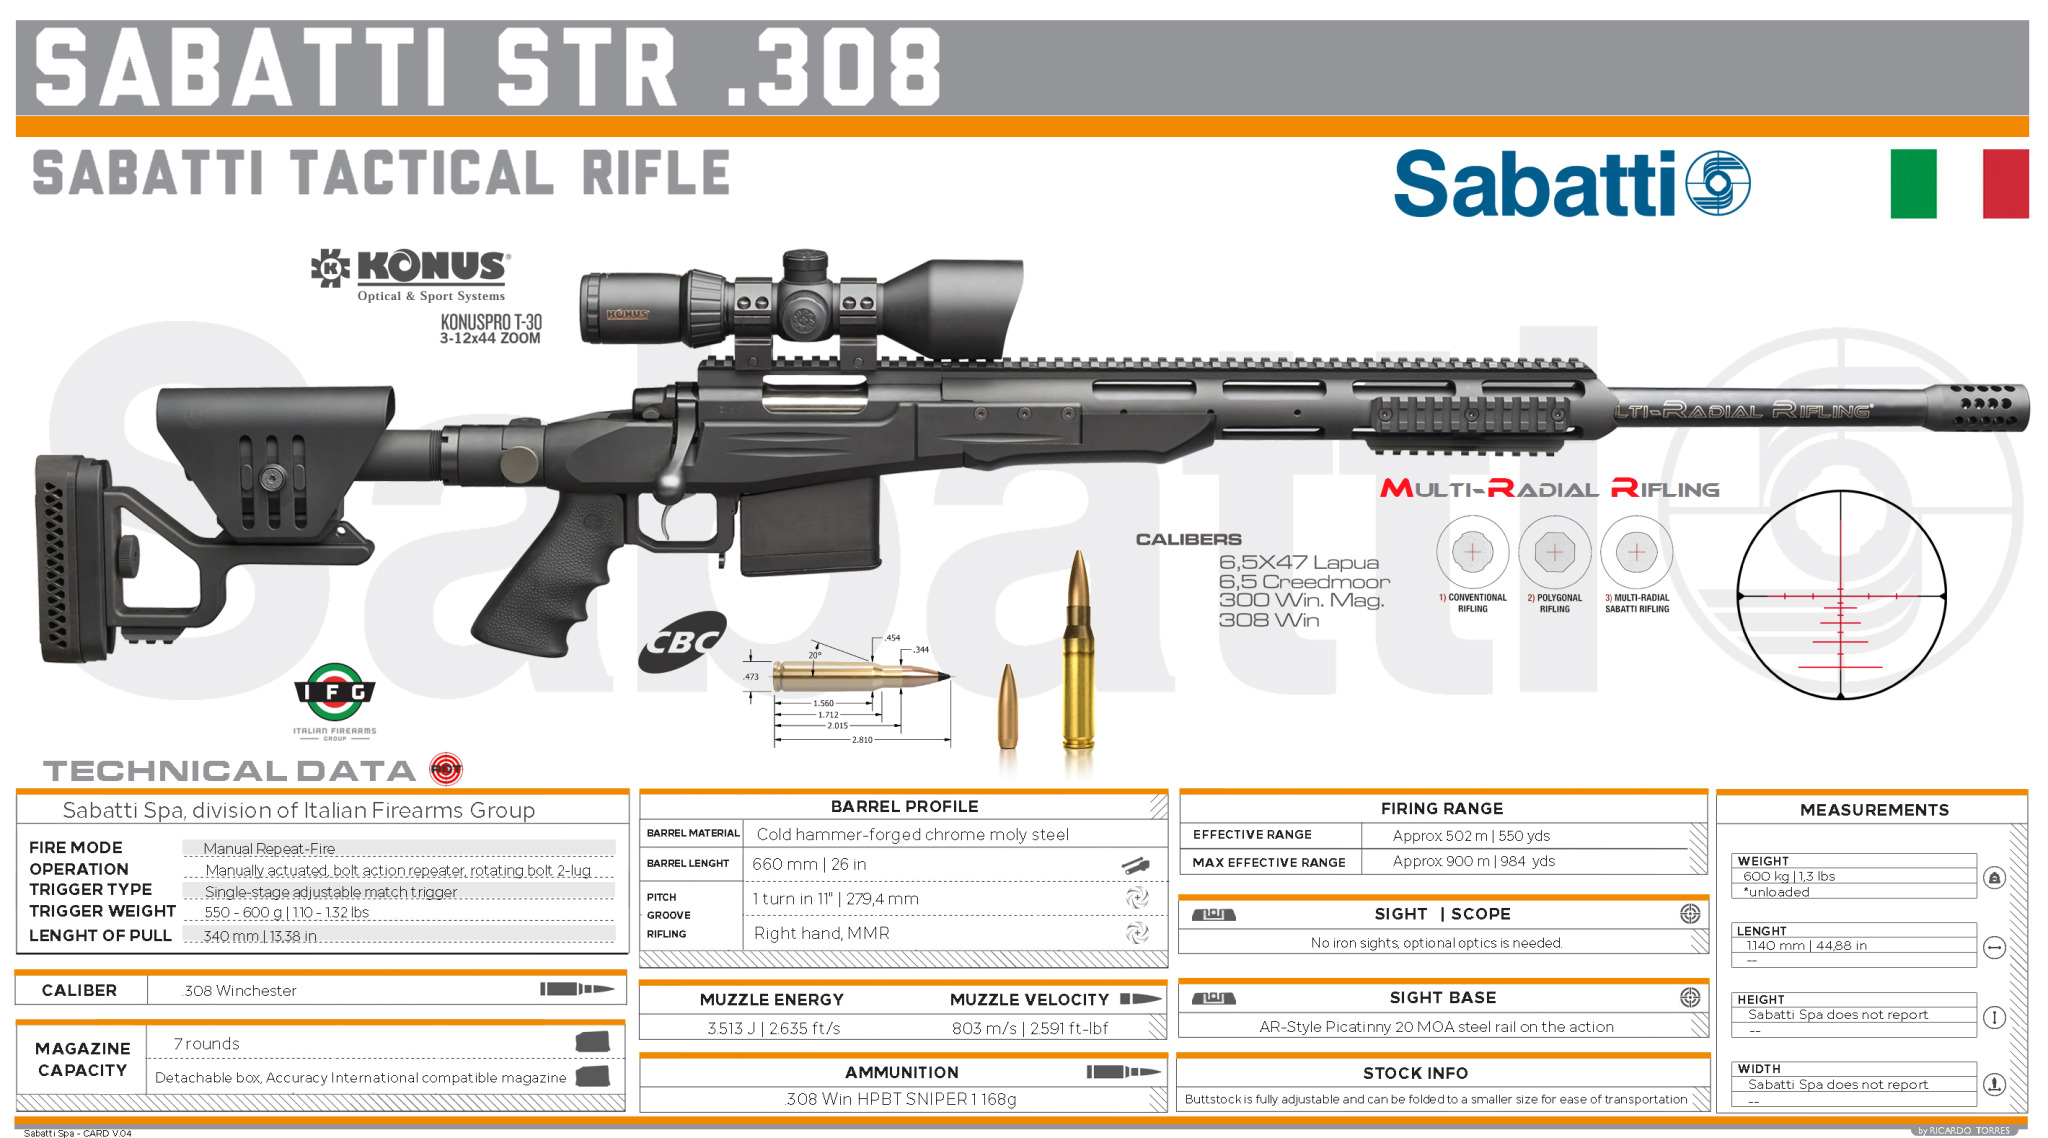 SABATTI STR .308
SABATTI TACTICAL RIFLE
Sabatti
KONUS®
Optical & Sport Systems
KONUSPRO T-30
3-12x44 ZOOM
KONUS
LTI-RADIAL RIFLING®
Sabatti
MULTI-RADIAL RIFLING
1) CONVENTIONAL
RIFLING
2) POLYGONAL
RIFLING
3) MULTI-RADIAL
SABATTI RIFLING
CALIBERS
6,5X47 Lapua
6,5 Creedmoor
300 Win. Mag.
308 Win
CBC
.454
20°
.344
.473
1.560
1.712
2.015
2.810
IFG
ITALIAN FIREARMS
GROUP
TECHNICAL DATA
Sabatti Spa, division of Italian Firearms Group
FIRE MODE Manual Repeat-Fire
OPERATION Manually actuated, bolt action repeater, rotating bolt 2-lug
TRIGGER TYPE Single-stage adjustable match trigger
TRIGGER WEIGHT 550 - 600 g | 1.10 - 1.32 lbs
LENGHT OF PULL 340 mm | 13,38 in
CALIBER .308 Winchester
MAGAZINE
CAPACITY
7 rounds
Detachable box, Accuracy International compatible magazine
BARREL PROFILE
BARREL MATERIAL Cold hammer-forged chrome moly steel
BARREL LENGHT 660 mm | 26 in
PITCH 1 turn in 11" | 279,4 mm
GROOVE
RIFLING Right hand, MMR
MUZZLE ENERGY MUZZLE VELOCITY
3.513 J | 2.635 ft/s 803 m/s | 2.591 ft-lbf
AMMUNITION
.308 Win HPBT SNIPER 1 168g
FIRING RANGE
EFFECTIVE RANGE Approx 502 m | 550 yds
MAX EFFECTIVE RANGE Approx 900 m | 984 yds
SIGHT | SCOPE
No iron sights, optional optics is needed.
SIGHT BASE
AR-Style Picatinny 20 MOA steel rail on the action
STOCK INFO
Buttstock is fully adjustable and can be folded to a smaller size for ease of transportation
MEASUREMENTS
WEIGHT
600 kg | 1,3 lbs
*unloaded
LENGHT
1.140 mm | 44,88 in
--
HEIGHT
Sabatti Spa does not report
--
WIDTH
Sabatti Spa does not report
--
Sabatti Spa - CARD V.04
by RICARDO TORRES